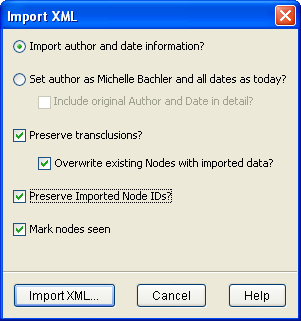 Import XML
Import author and date information?
Set author as Michelle Bachler and all dates as today?
Include original Author and Date in detail?
Preserve transclusions?
Overwrite existing Nodes with imported data?
Preserve Imported Node IDs?
Mark nodes seen
Import XML... Cancel Help